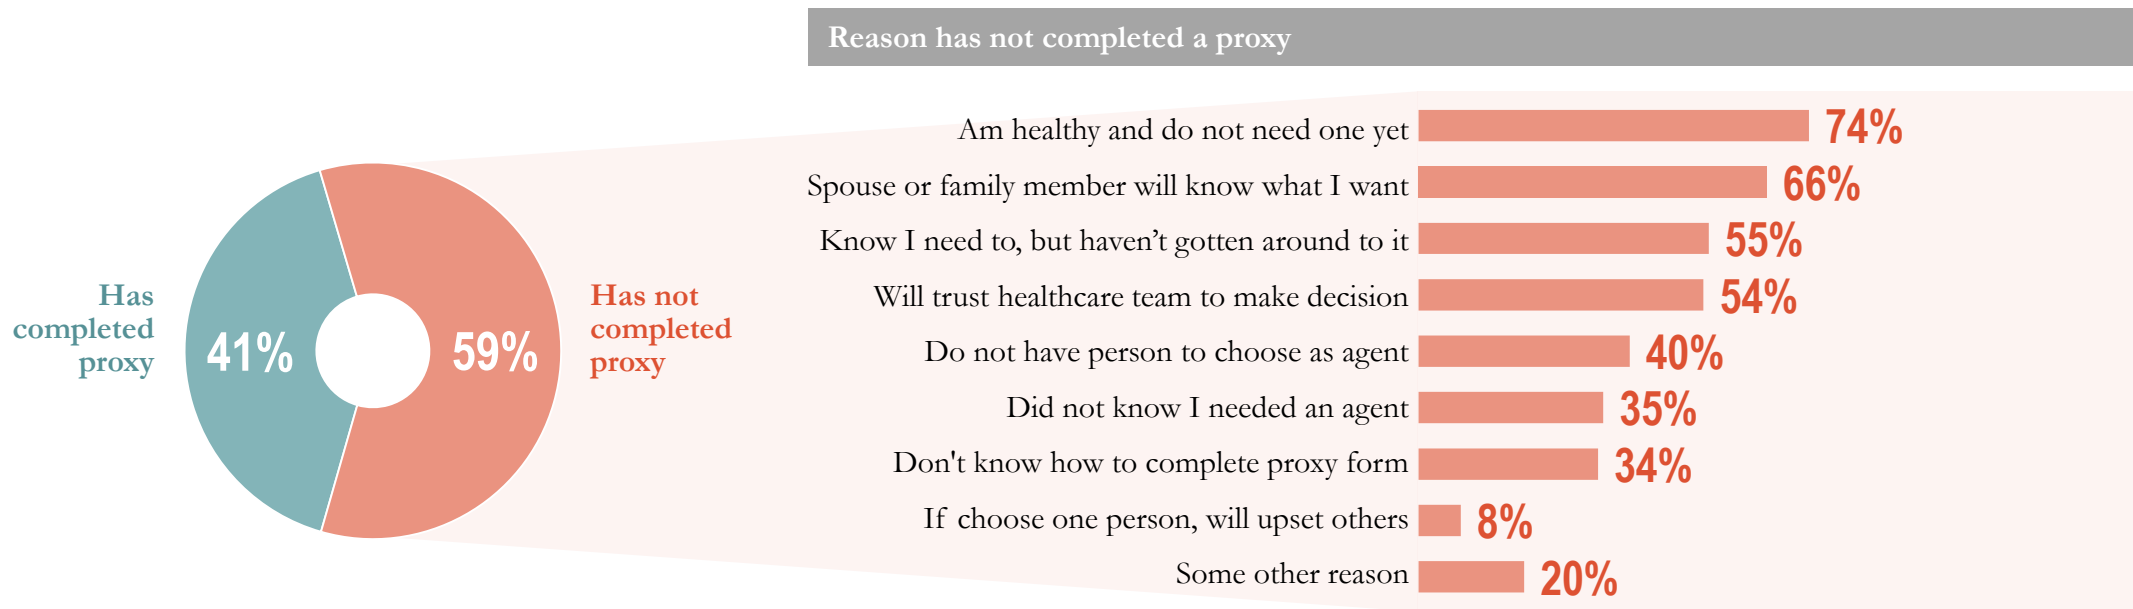 Reason has not completed a proxy
Has
completed
proxy
41%
59%
Has not
completed
proxy
Am healthy and do not need one yet 74%
Spouse or family member will know what I want 66%
Know I need to, but haven’t gotten around to it 55%
Will trust healthcare team to make decision 54%
Do not have person to choose as agent 40%
Did not know I needed an agent 35%
Don't know how to complete proxy form 34%
If choose one person, will upset others 8%
Some other reason 20%